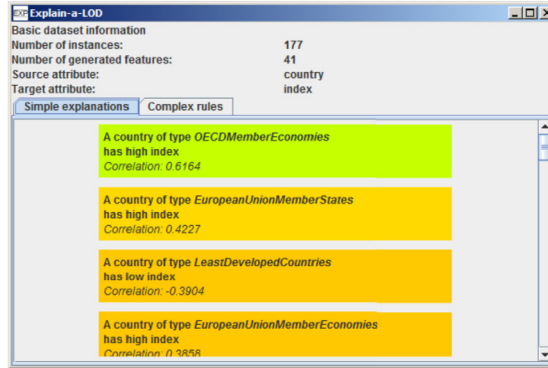 EXP Explain-a-LOD
Basic dataset information
Number of instances: 177
Number of generated features: 41
Source attribute: country
Target attribute: index
Simple explanations Complex rules
A country of type OECDMemberEconomies
has high index
Correlation: 0.6164
A country of type EuropeanUnionMemberStates
has high index
Correlation: 0.4227
A country of type LeastDevelopedCountries
has low index
Correlation: -0.3904
A country of type EuropeanUnionMemberEconomies
has high index
Correlation: 0.3858